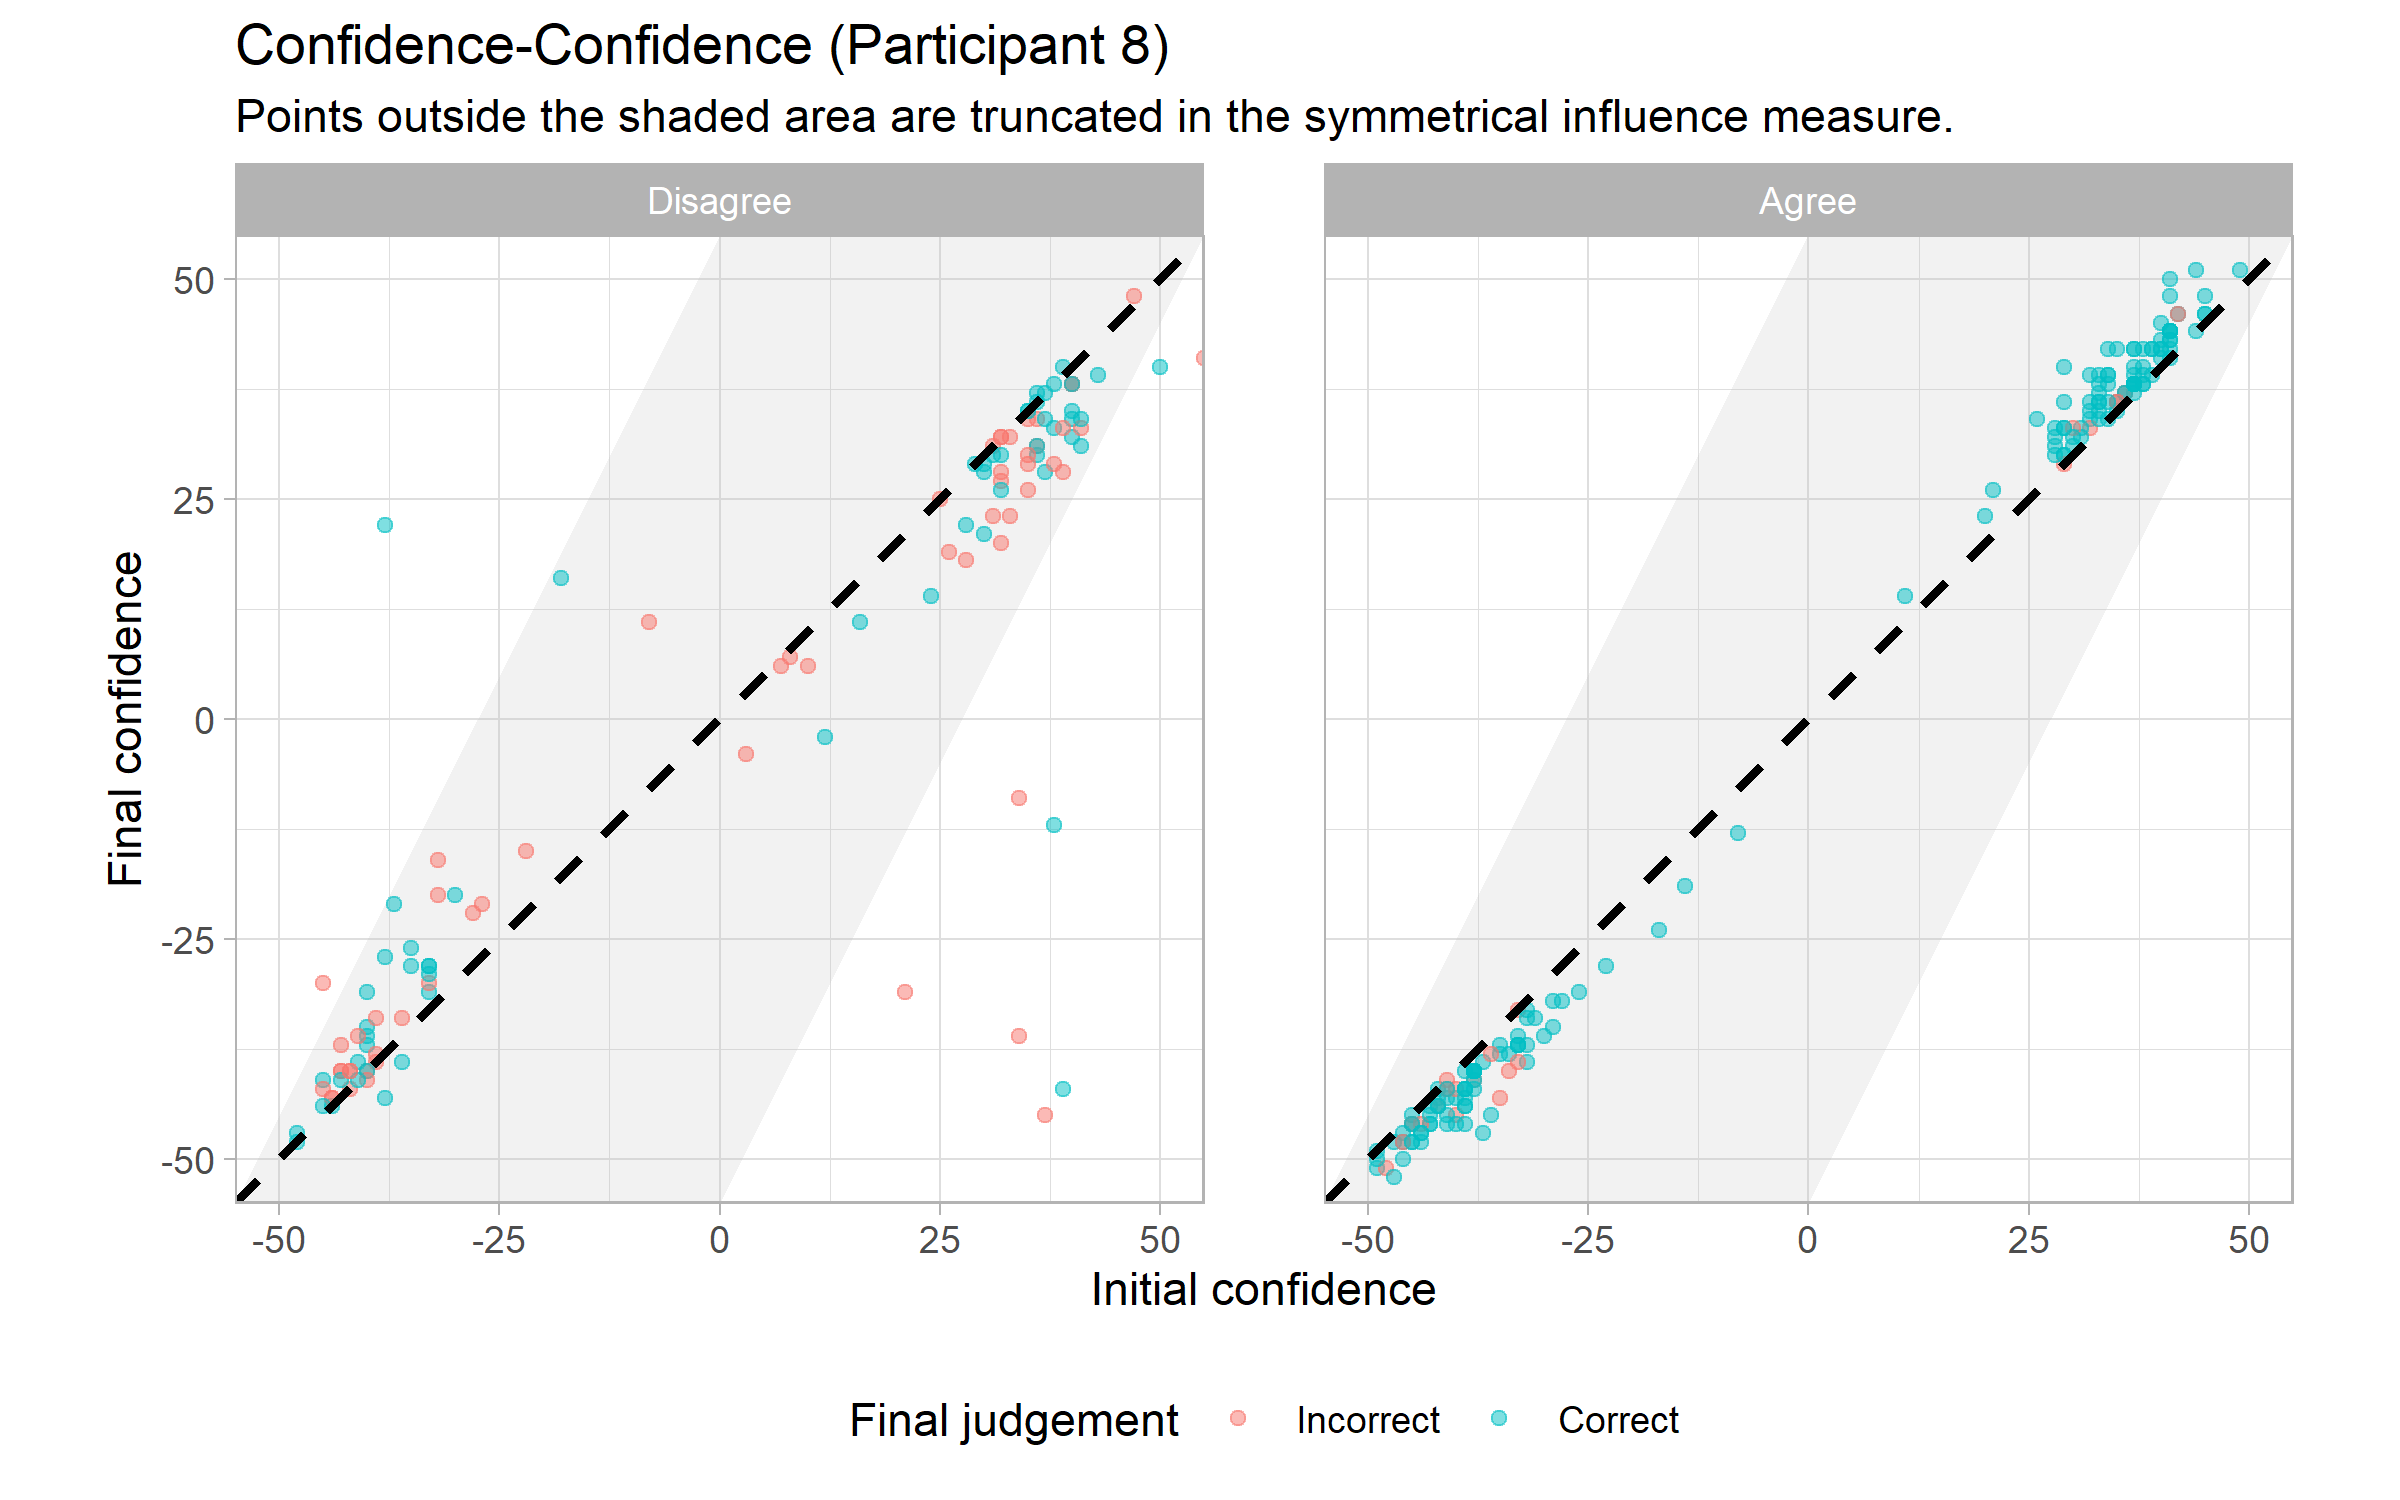 Confidence-Confidence (Participant 8)
Points outside the shaded area are truncated in the symmetrical influence measure.
Disagree
Agree
Final confidence
50
25
0
-25
-50
-50 -25 0 25 50
-50 -25 0 25 50
Initial confidence
Final judgement Incorrect Correct